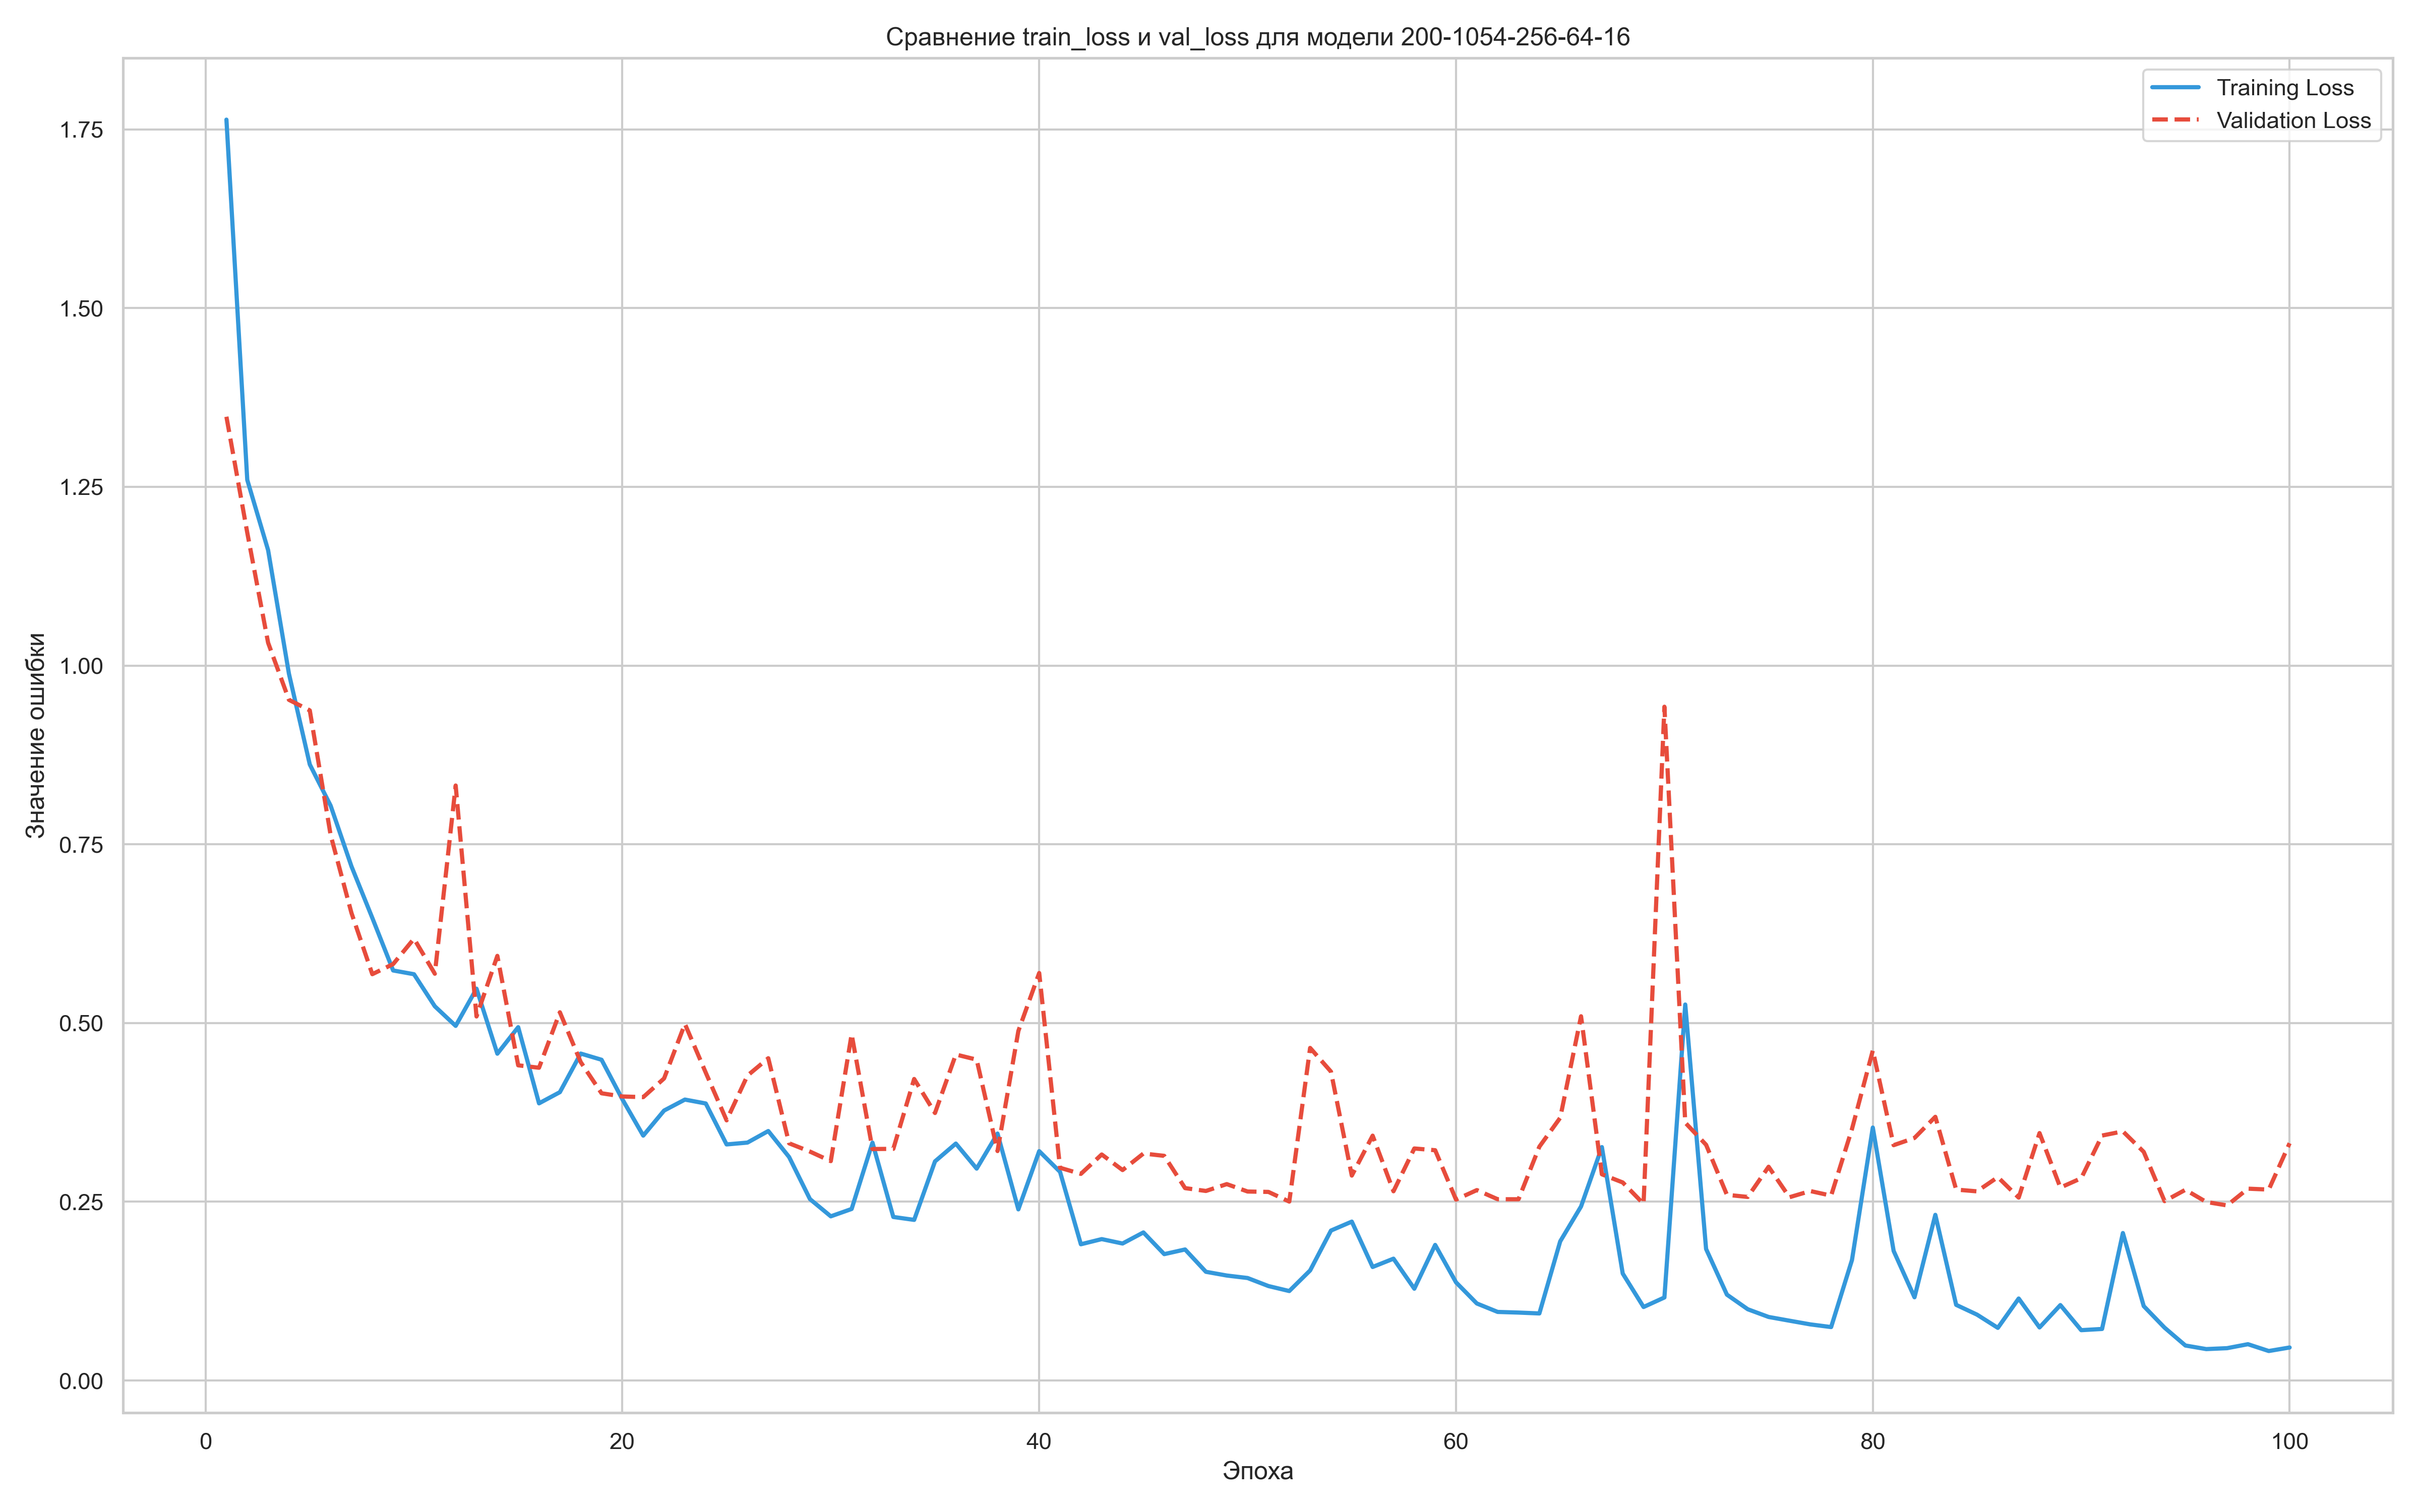 Сравнение train_loss и val_loss для модели 200-1054-256-64-16
Training Loss
Validation Loss
1.75
1.50
1.25
1.00
0.75
0.50
0.25
0.00
Значение ошибки
0 20 40 60 80 100
Эпоха